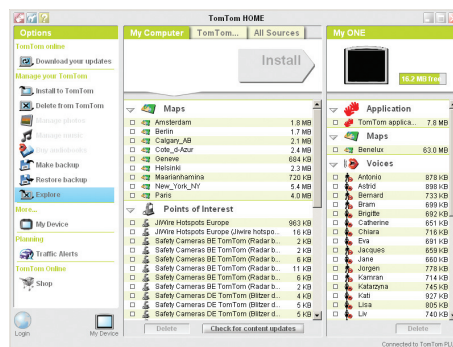 TomTom HOME
Options
TomTom online
Download your updates
Manage your TomTom
Install to TomTom
Delete from TomTom
Manage photos
Manage music
Make backup
Restore backup
Explore
More...
My Device
Planning
Traffic Alerts
TomTom Online
Shop
Login
My Device
My Computer TomTom... All Sources
Install
Maps
Amsterdam 1.8 MB
Berlin 1.7 MB
Calgary_AB 2.1 MB
Cote_d-Azur 2.4 MB
Geneve 684 KB
Helsinki 2.3 MB
Maarianhamina 720 KB
New_York_NY 5.4 MB
Paris 4.0 MB
Points of Interest
JiWire Hotspots Europe 963 KB
JiWire Hotspots Europe (Jiwire hotspo... 16 KB
Safety Cameras BE TomTom (Radar b... 2 KB
Safety Cameras BE TomTom (Radar b... 2 KB
Safety Cameras BE TomTom (Radar b... 6 KB
Safety Cameras BE TomTom (Radar b... 11 KB
Safety Cameras BE TomTom (Radar b... 6 KB
Safety Cameras DE TomTom (Blitzer d... 4 KB
Safety Cameras DE TomTom (Blitzer d... 5 KB
Safety Cameras DE TomTom (Blitzer d... 5 KB
Delete Check for content updates
My ONE
16.2 MB free
Application
TomTom applica... 7.8 MB
Maps
Benelux 63.0 MB
Voices
Antonio 878 KB
Astrid 898 KB
Bernard 733 KB
Bram 699 KB
Brigitte 692 KB
Catherine 651 KB
Chiara 716 KB
Eva 691 KB
Jacques 659 KB
Jane 660 KB
Jorgen 778 KB
Kamran 714 KB
Katarzyna 745 KB
Kati 927 KB
Lisa 805 KB
Liv 740 KB
Delete
Connected to TomTom PLU